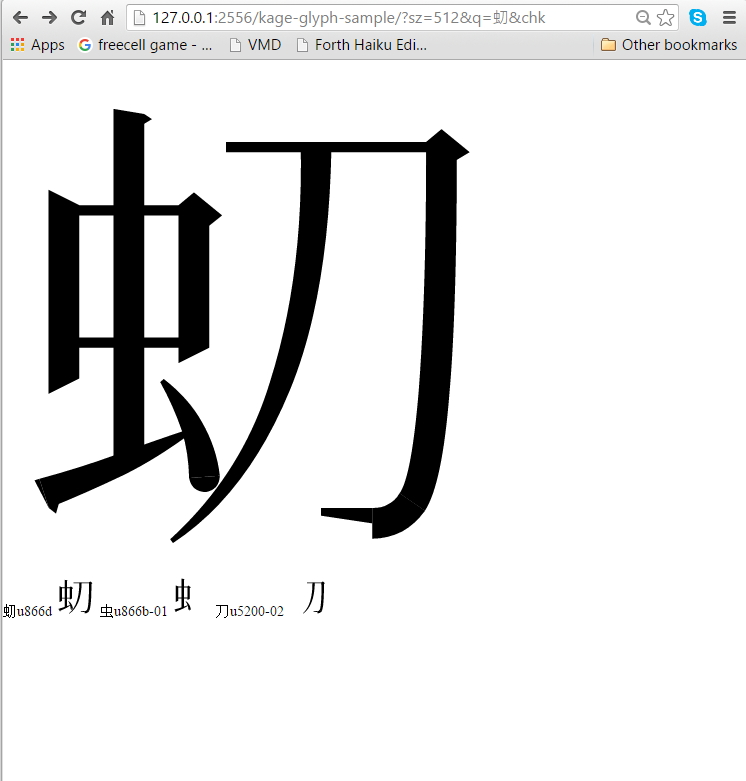 127.0.0.1:2556/kage-glyph-sample/?sz=512&q=虭&chk
Apps freecell game - ... VMD Forth Haiku Edi... Other bookmarks
虭
虭u866d 虭 虫u866b-01 虫 刀u5200-02 刀